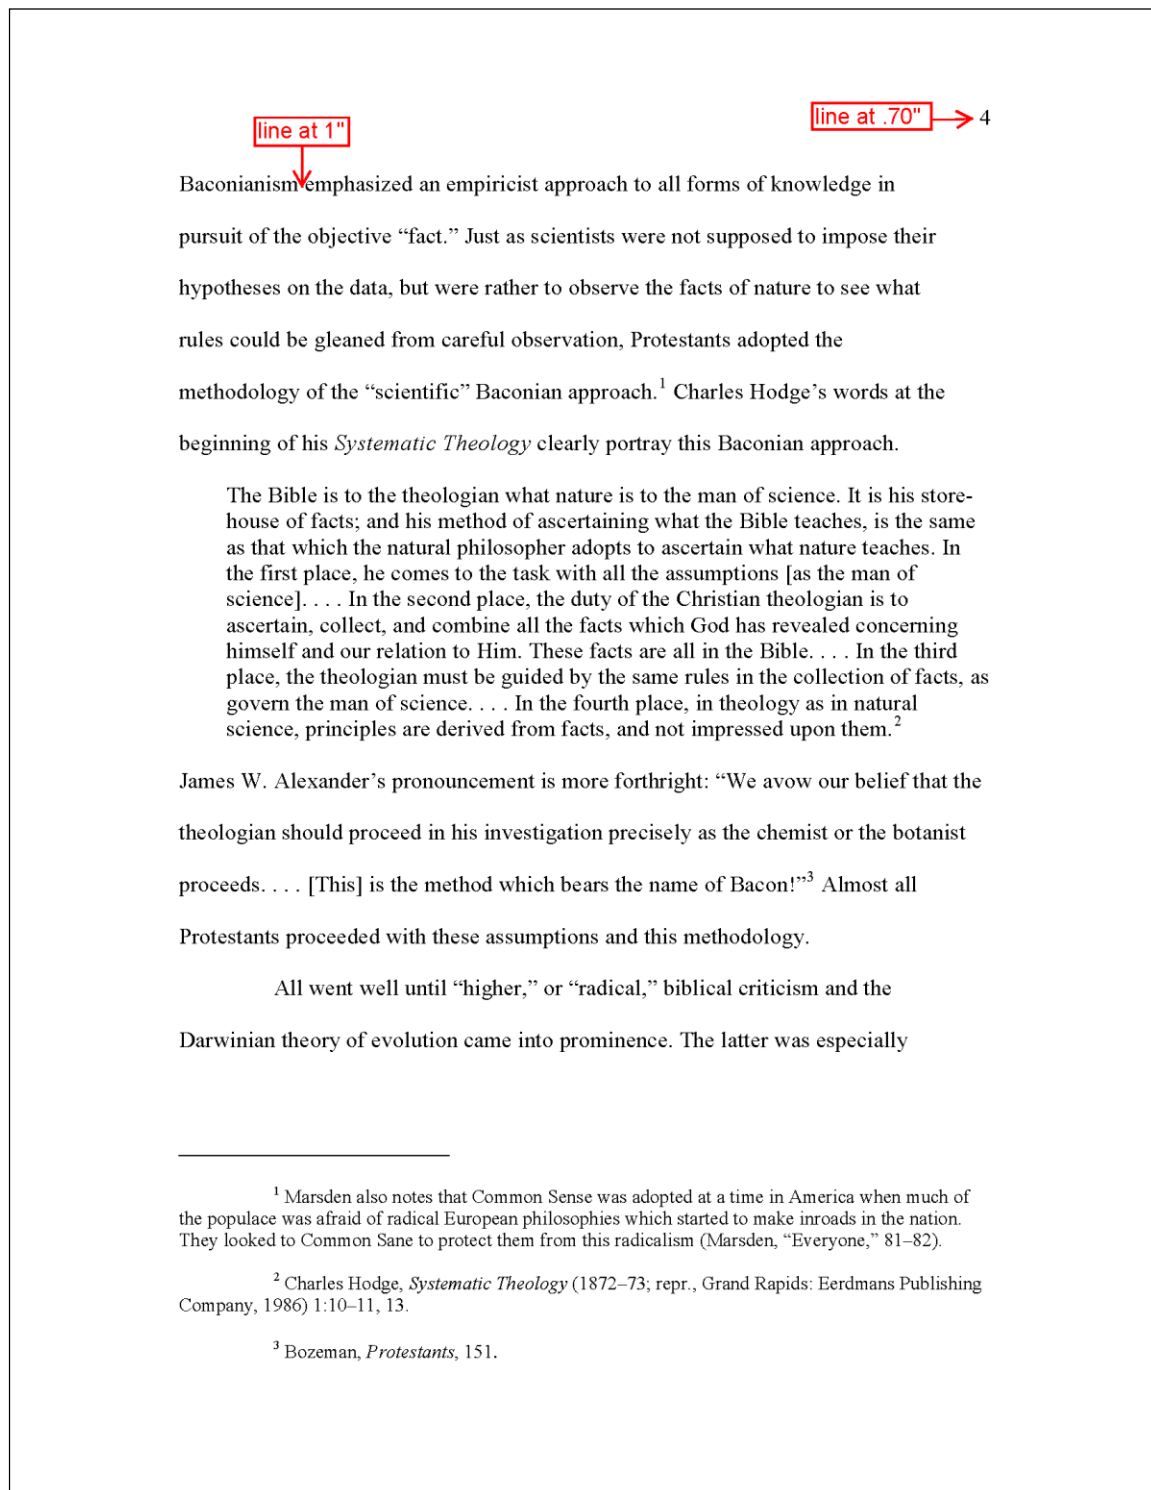 line at .70" 4
line at 1"
Baconianism emphasized an empiricist approach to all forms of knowledge in
pursuit of the objective “fact.” Just as scientists were not supposed to impose their
hypotheses on the data, but were rather to observe the facts of nature to see what
rules could be gleaned from careful observation, Protestants adopted the
methodology of the “scientific” Baconian approach.1 Charles Hodge’s words at the
beginning of his Systematic Theology clearly portray this Baconian approach.
The Bible is to the theologian what nature is to the man of science. It is his store-
house of facts; and his method of ascertaining what the Bible teaches, is the same
as that which the natural philosopher adopts to ascertain what nature teaches. In
the first place, he comes to the task with all the assumptions [as the man of
science]. . . . In the second place, the duty of the Christian theologian is to
ascertain, collect, and combine all the facts which God has revealed concerning
himself and our relation to Him. These facts are all in the Bible. . . . In the third
place, the theologian must be guided by the same rules in the collection of facts, as
govern the man of science. . . . In the fourth place, in theology as in natural
science, principles are derived from facts, and not impressed upon them.2
James W. Alexander’s pronouncement is more forthright: “We avow our belief that the
theologian should proceed in his investigation precisely as the chemist or the botanist
proceeds. . . . [This] is the method which bears the name of Bacon!”3 Almost all
Protestants proceeded with these assumptions and this methodology.
All went well until “higher,” or “radical,” biblical criticism and the
Darwinian theory of evolution came into prominence. The latter was especially
1 Marsden also notes that Common Sense was adopted at a time in America when much of
the populace was afraid of radical European philosophies which started to make inroads in the nation.
They looked to Common Sane to protect them from this radicalism (Marsden, “Everyone,” 81–82).
2 Charles Hodge, Systematic Theology (1872–73; repr., Grand Rapids: Eerdmans Publishing
Company, 1986) 1:10–11, 13.
3 Bozeman, Protestants, 151.